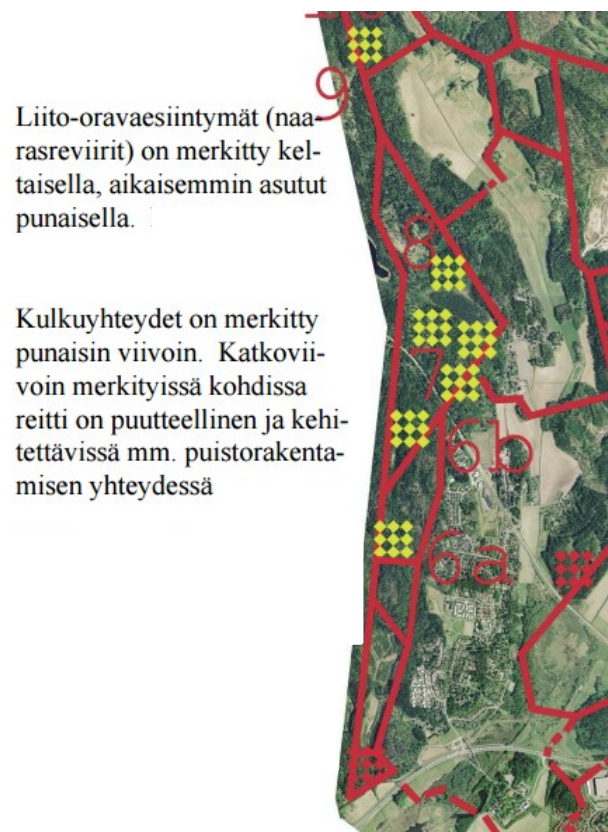 Liito-oravaesiintymät (naa-
rasreviirit) on merkitty kel-
taisella, aikaisemmin asutut
punaisella.
Kulkuyhteydet on merkitty
punaisin viivoin. Katkovii-
voin merkityissä kohdissa
reitti on puutteellinen ja kehi-
tettävissä mm. puistorakenta-
misen yhteydessä
9
8
7
6b
6a